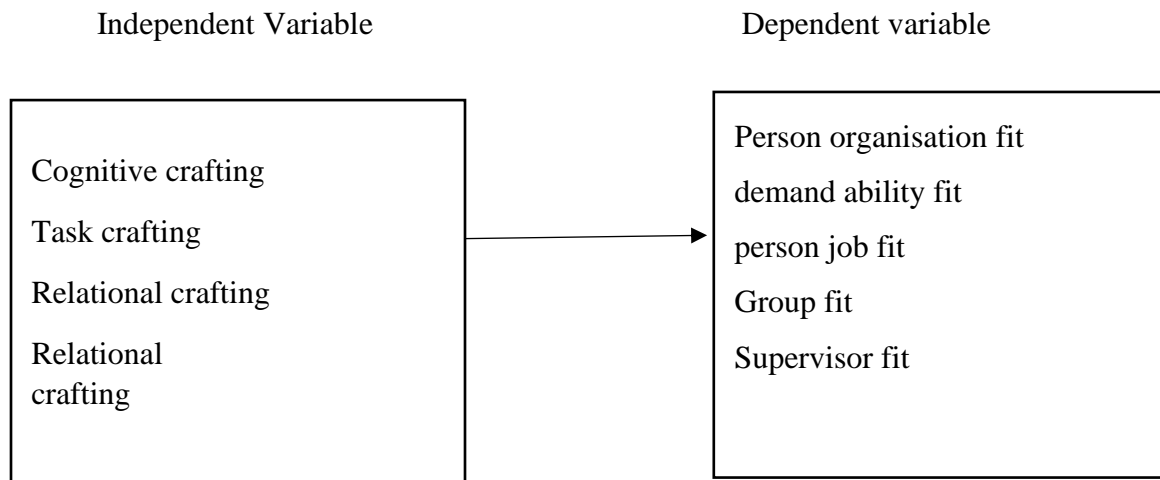 Independent Variable
Dependent variable
Cognitive crafting
Task crafting
Relational crafting
Relational
crafting
Person organisation fit
demand ability fit
person job fit
Group fit
Supervisor fit